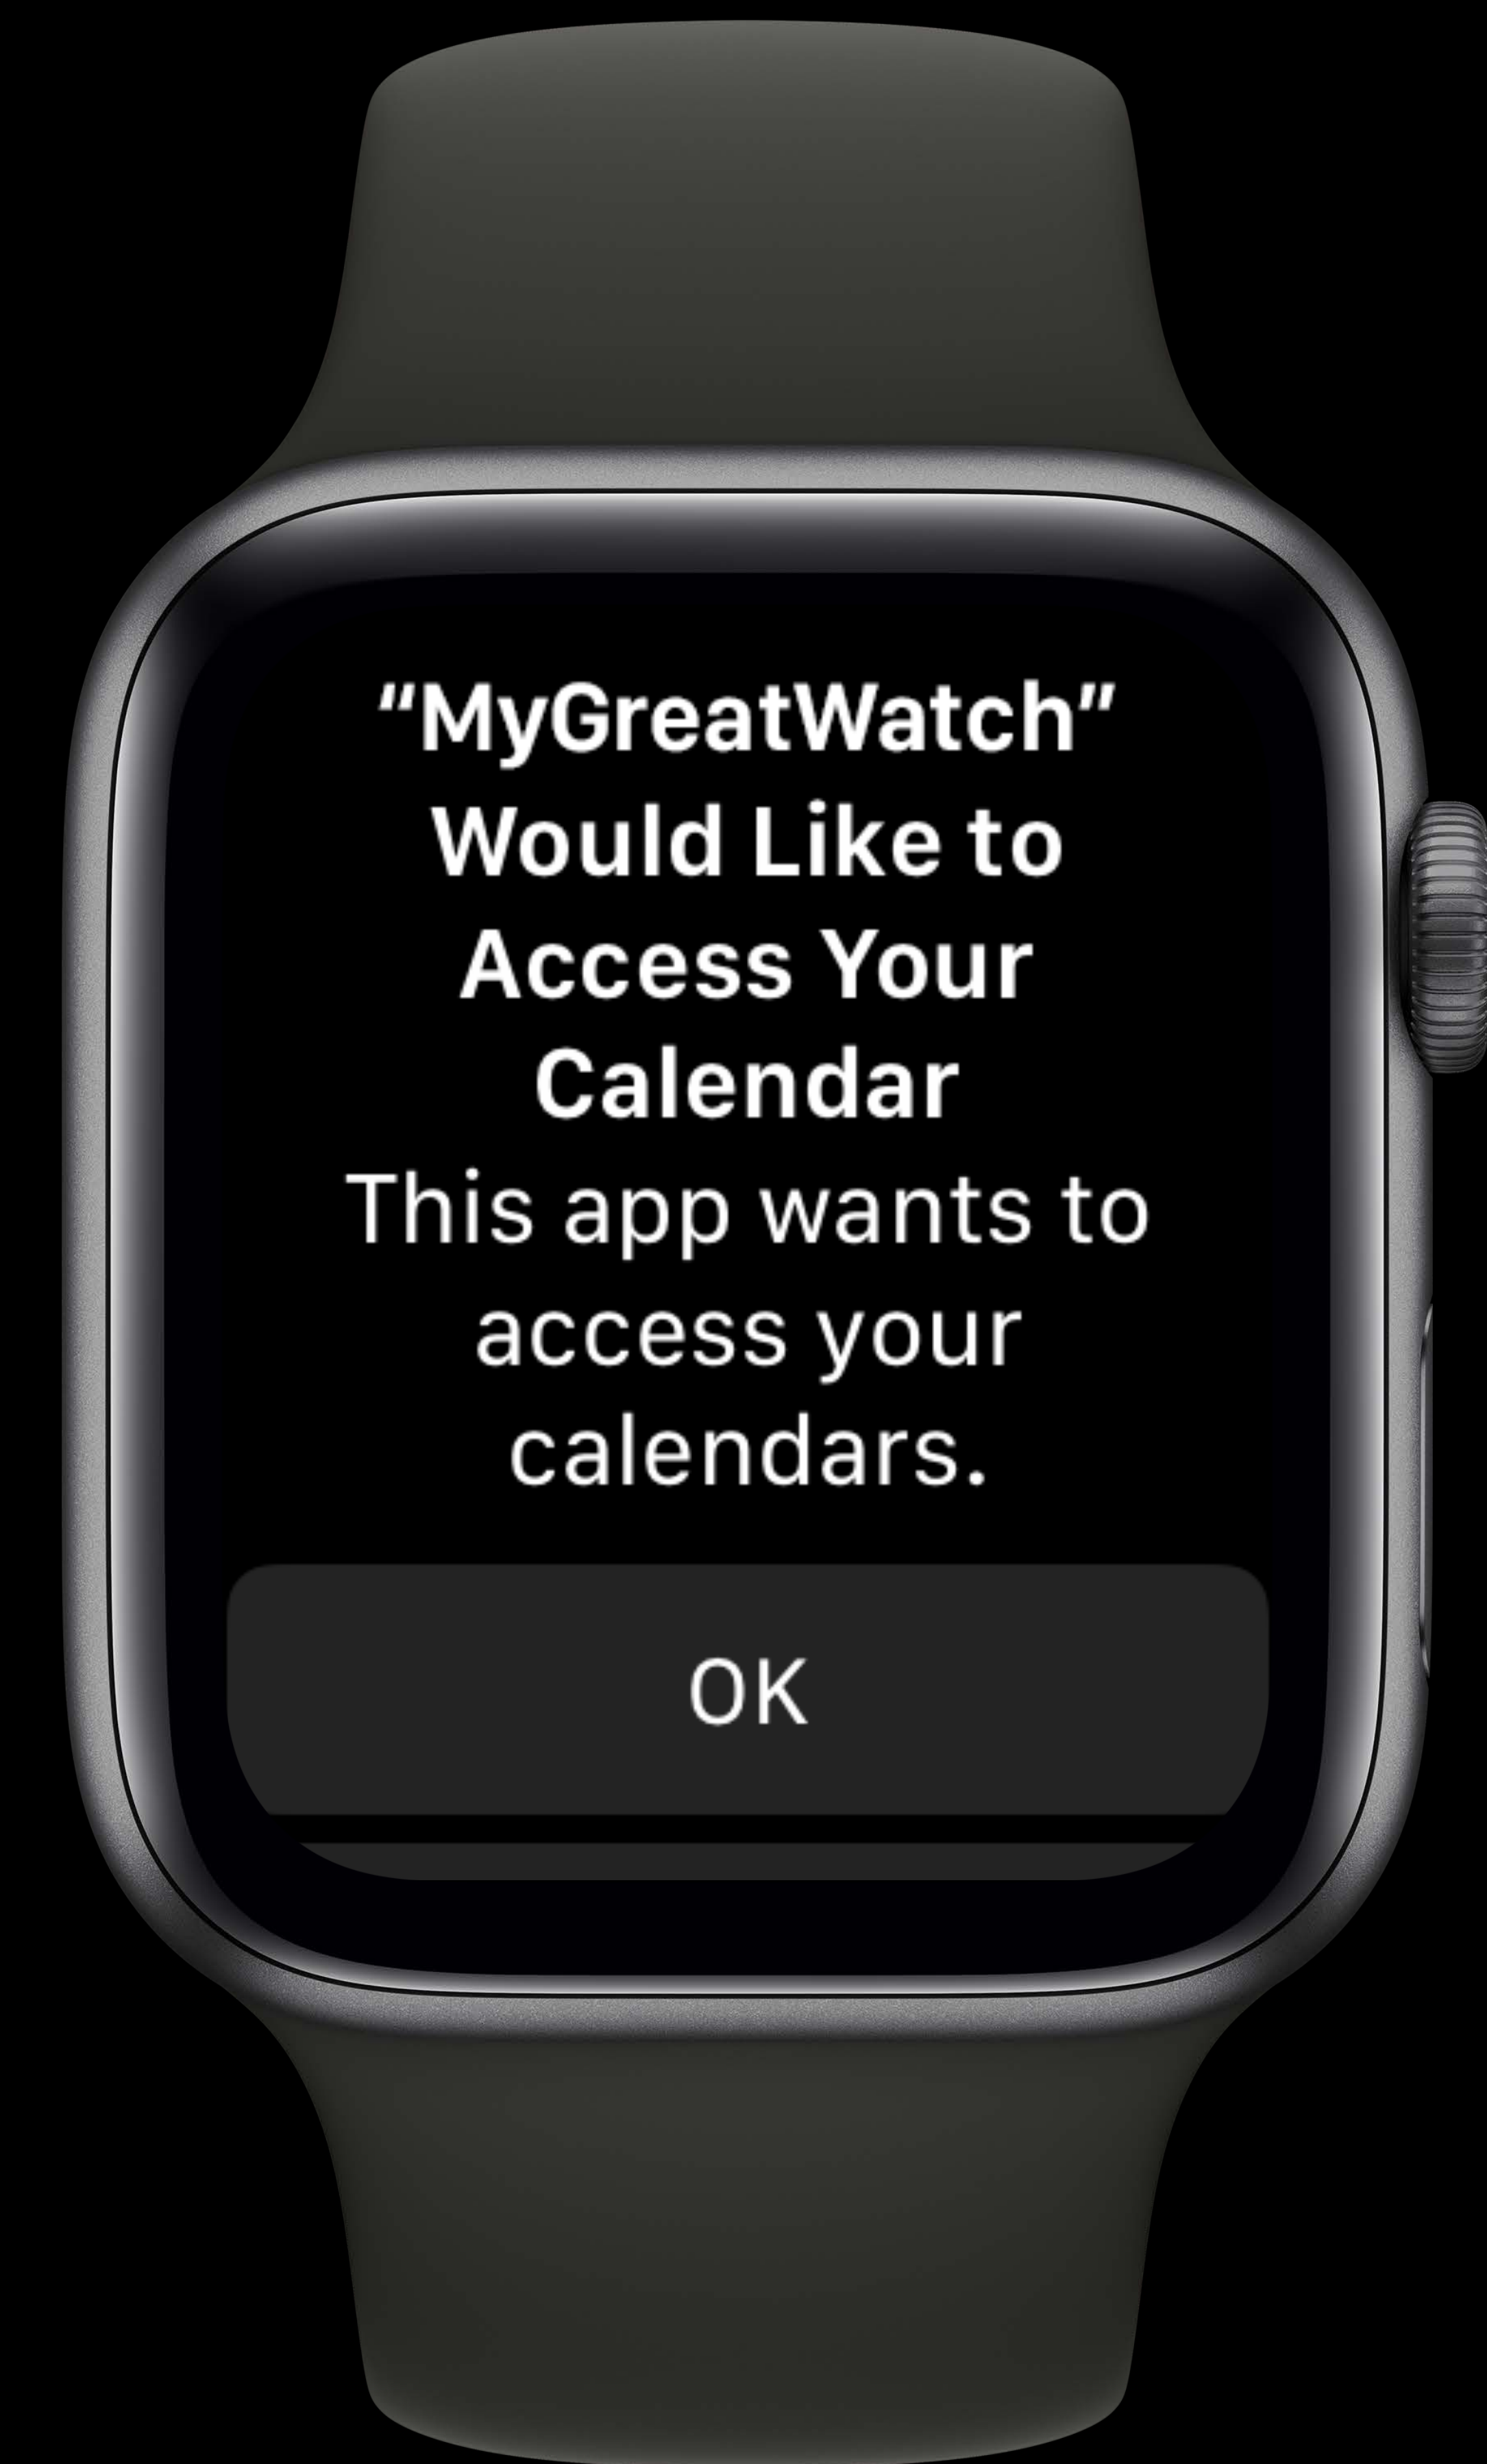 “MyGreatWatch”
Would Like to
Access Your
Calendar
This app wants to
access your
calendars.
OK